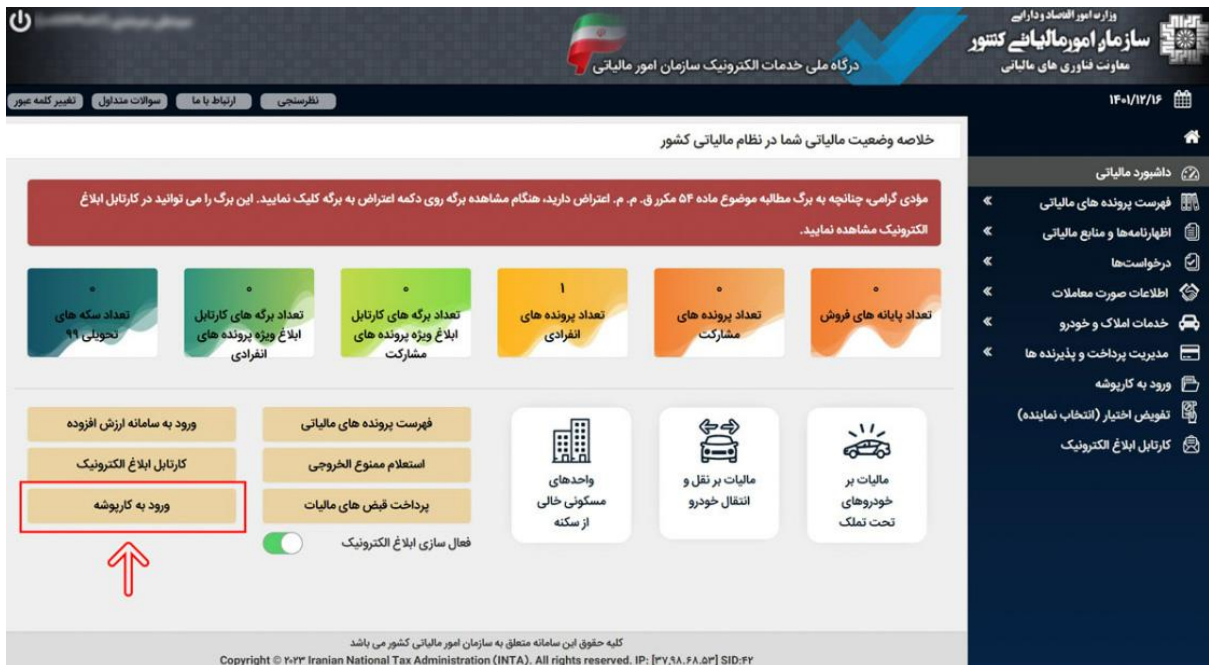 وزارت امور اقتصاد و دارایی
سازمان امور مالیاتی کشور
معاونت فناوری های مالیاتی
درگاه ملی خدمات الکترونیک سازمان امور مالیاتی
۱۴۰۱/۱۲/۱۶
نظرسنجی
ارتباط با ما
سوالات متداول
تغییر کلمه عبور
داشبورد مالیاتی
فهرست پرونده های مالیاتی
اظهارنامه‌ها و منابع مالیاتی
درخواست‌ها
اطلاعات صورت معاملات
خدمات املاک و خودرو
مدیریت پرداخت و پذیرنده ها
ورود به کارپوشه
تفویض اختیار (انتخاب نماینده)
کارتابل ابلاغ الکترونیک
خلاصه وضعیت مالیاتی شما در نظام مالیاتی کشور
مؤدی گرامی، چنانچه به برگ مطالبه موضوع ماده ۵۴ مکرر ق. م. م. اعتراض دارید، هنگام مشاهده برگه روی دکمه اعتراض به برگه کلیک نمایید. این برگ را می توانید در کارتابل ابلاغ
الکترونیک مشاهده نمایید.
۰
تعداد پایانه های فروش
۰
تعداد پرونده های
مشارکت
۱
تعداد پرونده های
انفرادی
۰
تعداد برگه های کارتابل
ابلاغ ویژه پرونده های
مشارکت
۰
تعداد برگه های کارتابل
ابلاغ ویژه پرونده های
انفرادی
۰
تعداد سکه های
تحویلی ۹۹
مالیات بر
خودروهای
تحت تملک
مالیات بر نقل و
انتقال خودرو
واحدهای
مسکونی خالی
از سکنه
فهرست پرونده های مالیاتی
ورود به سامانه ارزش افزوده
استعلام ممنوع الخروجی
کارتابل ابلاغ الکترونیک
پرداخت قبض های مالیات
ورود به کارپوشه
فعال سازی ابلاغ الکترونیک
کلیه حقوق این سامانه متعلق به سازمان امور مالیاتی کشور می باشد
Copyright © ۲۰۲۳ Iranian National Tax Administration (INTA). All rights reserved. IP: [۳۷,۹۸,۶۸,۵۳] SID:۴۲